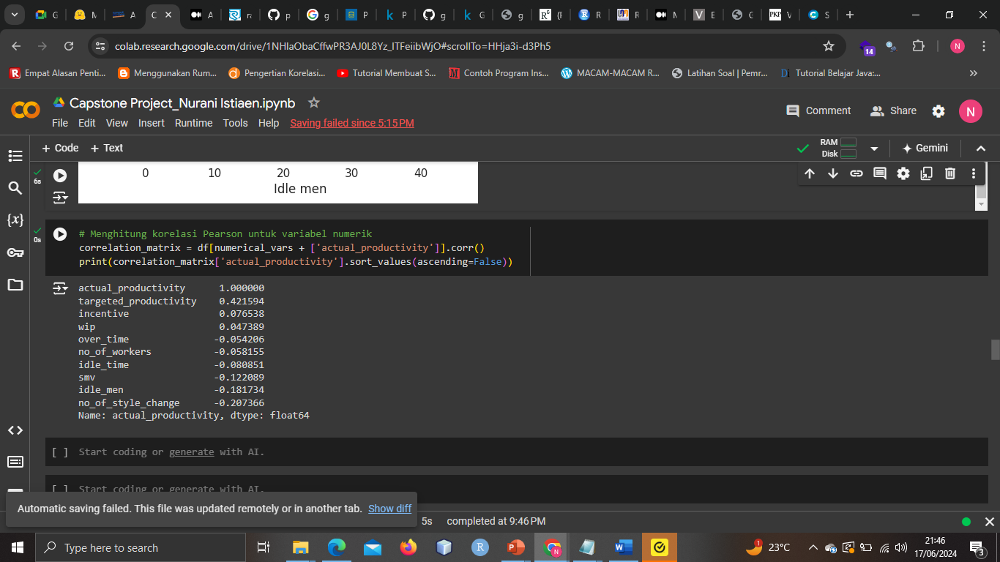 G
M
A
C
A
A
ra
p
g
P
P
g
G
g
(F
R
R
M
E
G
V
S
colab.research.google.com/drive/1NHlaObaCffwPR3AJ0L8Yz_ITFeiibWjO#scrollTo=HHja3i-d3Ph5
14
N
Empat Alasan Penti...
Menggunakan Rum...
Pengertian Korelasi...
Tutorial Membuat S...
Contoh Program Ins...
MACAM-MACAM R...
Latihan Soal | Pemr...
Tutorial Belajar Java:...
Capstone Project_Nurani Istiaen.ipynb
Comment
Share
N
File Edit View Insert Runtime Tools Help Saving failed since 5:15 PM
+ Code + Text
RAM
Disk
Gemini
6s
0 10 20 30 40
Idle men
0s
# Menghitung korelasi Pearson untuk variabel numerik
correlation_matrix = df[numerical_vars + ['actual_productivity']].corr()
print(correlation_matrix['actual_productivity'].sort_values(ascending=False))
actual_productivity 1.000000
targeted_productivity 0.421594
incentive 0.076538
wip 0.047389
over_time -0.054206
no_of_workers -0.058155
idle_time -0.080851
smv -0.122089
idle_men -0.181734
no_of_style_change -0.207366
Name: actual_productivity, dtype: float64
[ ] Start coding or generate with AI.
[ ] Start coding or generate with AI.
Automatic saving failed. This file was updated remotely or in another tab. Show diff
5s completed at 9:46 PM
Type here to search
23°C
21:46
17/06/2024
3